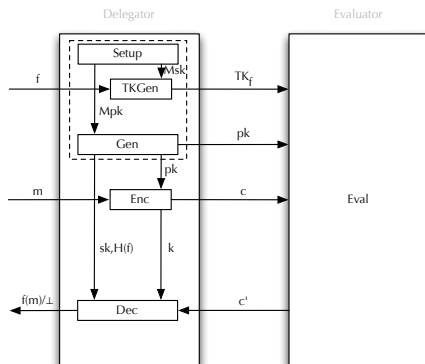 Delegator
Evaluator
Setup
Msk
f
TKGen
TKf
Mpk
Gen
pk
pk
m
Enc
c
Eval
sk,H(f)
k
f(m)/⊥
Dec
c'